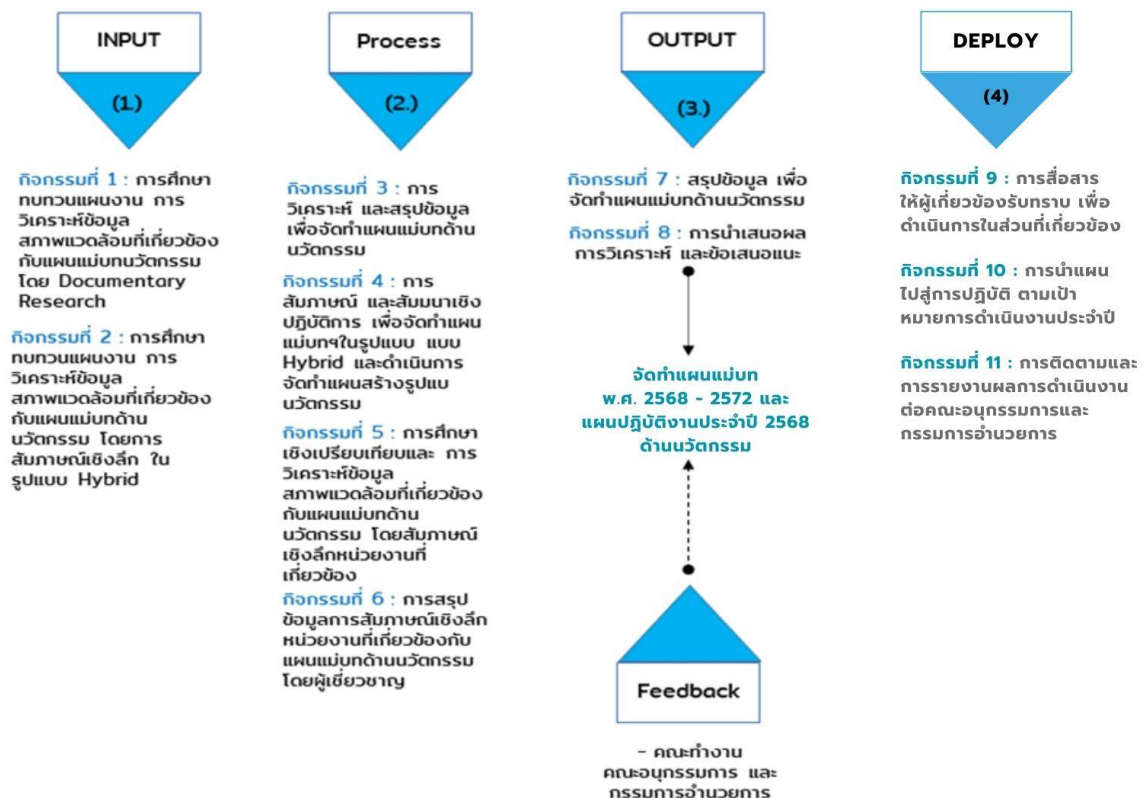 INPUT
(1.)
กิจกรรมที่ 1 : การศึกษา
ทบทวนแผนงาน การ
วิเคราะห์ข้อมูล
สภาพแวดล้อมที่เกี่ยวข้อง
กับแผนแม่บทนวัตกรรม
โดย Documentary
Research
กิจกรรมที่ 2 : การศึกษา
ทบทวนแผนงาน การ
วิเคราะห์ข้อมูล
สภาพแวดล้อมที่เกี่ยวข้อง
กับแผนแม่บทด้าน
นวัตกรรม โดยการ
สัมภาษณ์เชิงลึก ใน
รูปแบบ Hybrid
Process
(2.)
กิจกรรมที่ 3 : การ
วิเคราะห์ และสรุปข้อมูล
เพื่อจัดทำแผนแม่บทด้าน
นวัตกรรม
กิจกรรมที่ 4 : การ
สัมภาษณ์ และสัมมนาเชิง
ปฏิบัติการ เพื่อจัดทำแผน
แม่บทฯในรูปแบบ แบบ
Hybrid และดำเนินการ
จัดทำแผนสร้างรูปแบ
นวัตกรรม
กิจกรรมที่ 5 : การศึกษา
เชิงเปรียบเทียบและ การ
วิเคราะห์ข้อมูล
สภาพแวดล้อมที่เกี่ยวข้อง
กับแผนแม่บทด้าน
นวัตกรรม โดยสัมภาษณ์
เชิงลึกหน่วยงานที่
เกี่ยวข้อง
กิจกรรมที่ 6 : การสรุป
ข้อมูลการสัมภาษณ์เชิงลึก
หน่วยงานที่เกี่ยวข้องกับ
แผนแม่บทด้านนวัตกรรม
โดยผู้เชี่ยวชาญ
OUTPUT
(3.)
กิจกรรมที่ 7 : สรุปข้อมูล เพื่อ
จัดทำแผนแม่บทด้านนวัตกรรม
กิจกรรมที่ 8 : การนำเสนอผล
การวิเคราะห์ และข้อเสนอแนะ
จัดทำแผนแม่บท
พ.ศ. 2568 - 2572 และ
แผนปฏิบัติงานประจำปี 2568
ด้านนวัตกรรม
Feedback
- คณะทำงาน
คณะอนุกรรมการ และ
กรรมการอำนวยการ
DEPLOY
(4)
กิจกรรมที่ 9 : การสื่อสาร
ให้ผู้เกี่ยวข้องรับทราบ เพื่อ
ดำเนินการในส่วนที่เกี่ยวข้อง
กิจกรรมที่ 10 : การนำแผน
ไปสู่การปฏิบัติ ตามเป้า
หมายการดำเนินงานประจำปี
กิจกรรมที่ 11 : การติดตามและ
การรายงานผลการดำเนินงาน
ต่อคณะอนุกรรมการและ
กรรมการอำนวยการ